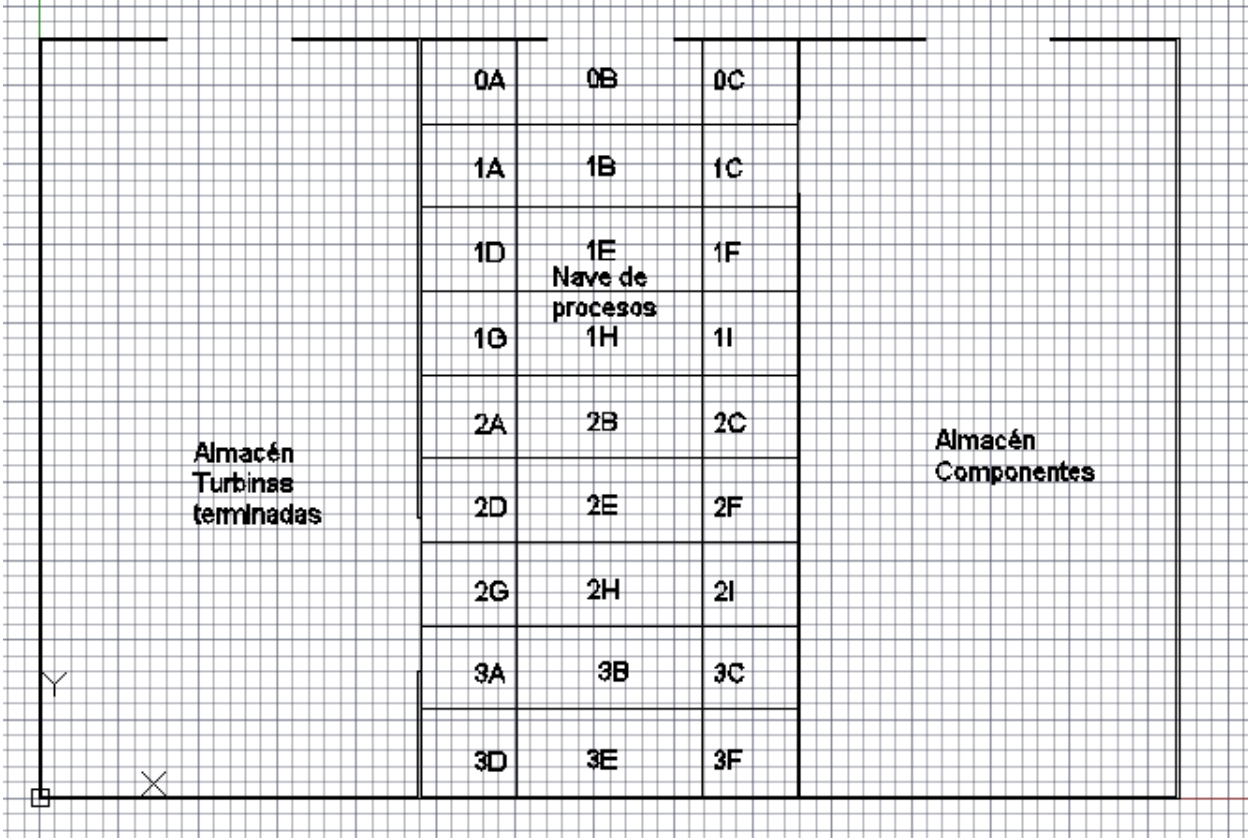 0A 0B 0C
1A 1B 1C
1D 1E 1F
Nave de
procesos
1G 1H 1I
2A 2B 2C
Almacén
Turbinas
terminadas
Almacén
Componentes
2D 2E 2F
2G 2H 2I
3A 3B 3C
3D 3E 3F
Y
X